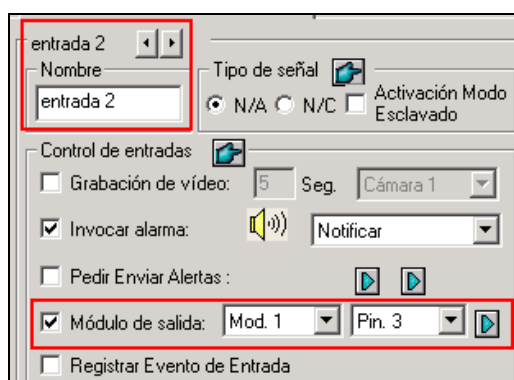 entrada 2
Nombre
entrada 2
Tipo de señal
N/A N/C Activación Modo Esclavado
Control de entradas
Grabación de vídeo: 5 Seg. Cámara 1
Invocar alarma: Notificar
Pedir Enviar Alertas :
Módulo de salida: Mod. 1 Pin. 3
Registrar Evento de Entrada